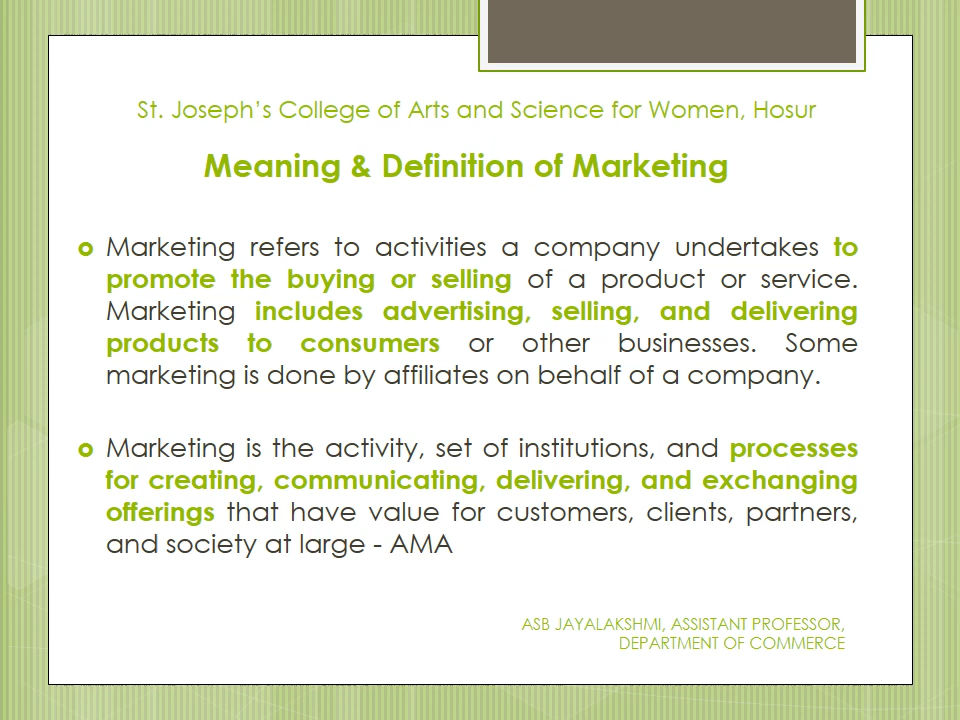 St. Joseph’s College of Arts and Science for Women, Hosur
Meaning & Definition of Marketing
Marketing refers to activities a company undertakes to
promote the buying or selling of a product or service.
Marketing includes advertising, selling, and delivering
products to consumers or other businesses. Some
marketing is done by affiliates on behalf of a company.
Marketing is the activity, set of institutions, and processes
for creating, communicating, delivering, and exchanging
offerings that have value for customers, clients, partners,
and society at large - AMA
ASB JAYALAKSHMI, ASSISTANT PROFESSOR,
DEPARTMENT OF COMMERCE